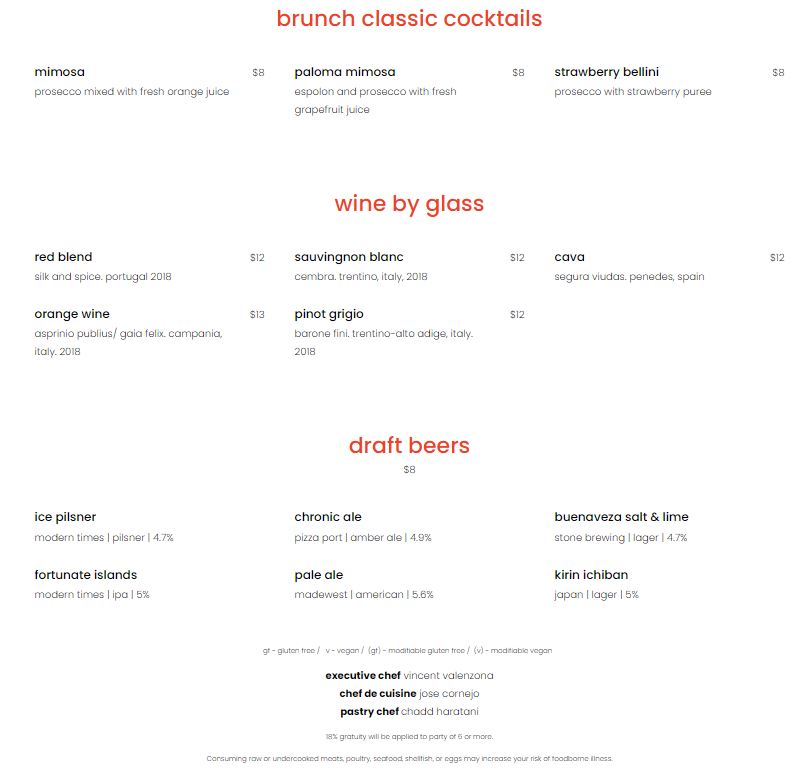 brunch classic cocktails
mimosa $8
prosecco mixed with fresh orange juice
paloma mimosa $8
espolon and prosecco with fresh
grapefruit juice
strawberry bellini $8
prosecco with strawberry puree
wine by glass
red blend $12
silk and spice. portugal 2018
sauvingnon blanc $12
cembra. trentino, italy, 2018
cava $12
segura viudas. penedes, spain
orange wine $13
asprinio publius/ gaia felix. campania,
italy. 2018
pinot grigio $12
barone fini. trentino-alto adige, italy.
2018
draft beers
$8
ice pilsner
modern times | pilsner | 4.7%
chronic ale
pizza port | amber ale | 4.9%
buenaveza salt & lime
stone brewing | lager | 4.7%
fortunate islands
modern times | ipa | 5%
pale ale
madewest | american | 5.6%
kirin ichiban
japan | lager | 5%
gf - gluten free / v - vegan / (gf) - modifiable gluten free / (v) - modifiable vegan
executive chef vincent valenzona
chef de cuisine jose cornejo
pastry chef chadd haratani
18% gratuity will be applied to party of 6 or more.
Consuming raw or undercooked meats, poultry, seafood, shellfish, or eggs may increase your risk of foodborne illness.